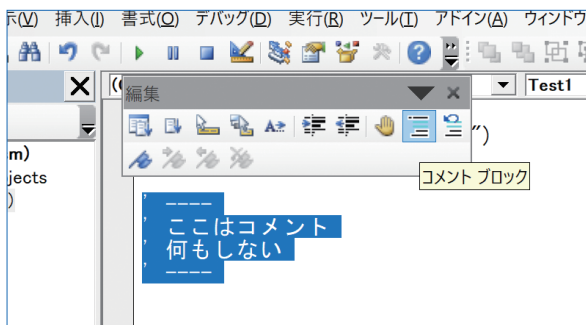 示(V) 挿入(I) 書式(O) デバッグ(D) 実行(R) ツール(T) アドイン(A) ウィンドウ
Test1
編集
m)
jects
)
")
コメント ブロック
' ----
' ここはコメント
' 何もしない
' ----